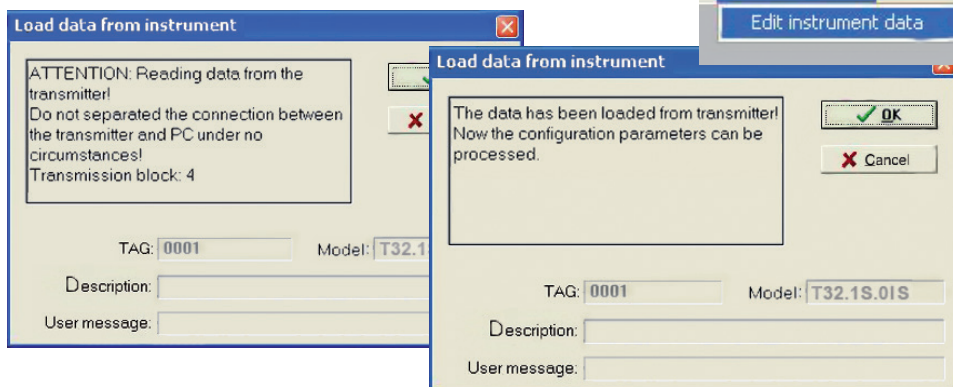 Load data from instrument
ATTENTION: Reading data from the
transmitter!
Do not separated the connection between
the transmitter and PC under no
circumstances!
Transmission block: 4
TAG: 0001
Model: T32.1
Description:
User message:
Edit instrument data
Load data from instrument
The data has been loaded from transmitter!
Now the configuration parameters can be
processed.
OK
Cancel
TAG: 0001
Model: T32.1S.0IS
Description:
User message: